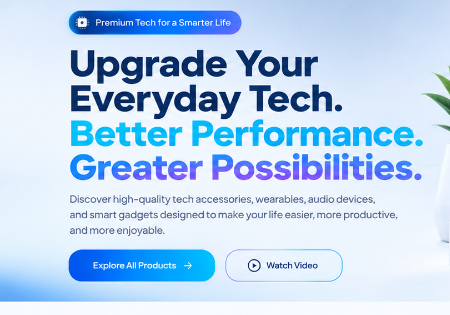 Premium Tech for a Smarter Life
Upgrade Your
Everyday Tech.
Better Performance.
Greater Possibilities.
Discover high-quality tech accessories, wearables, audio devices,
and smart gadgets designed to make your life easier, more productive,
and more enjoyable.
Explore All Products →
Watch Video